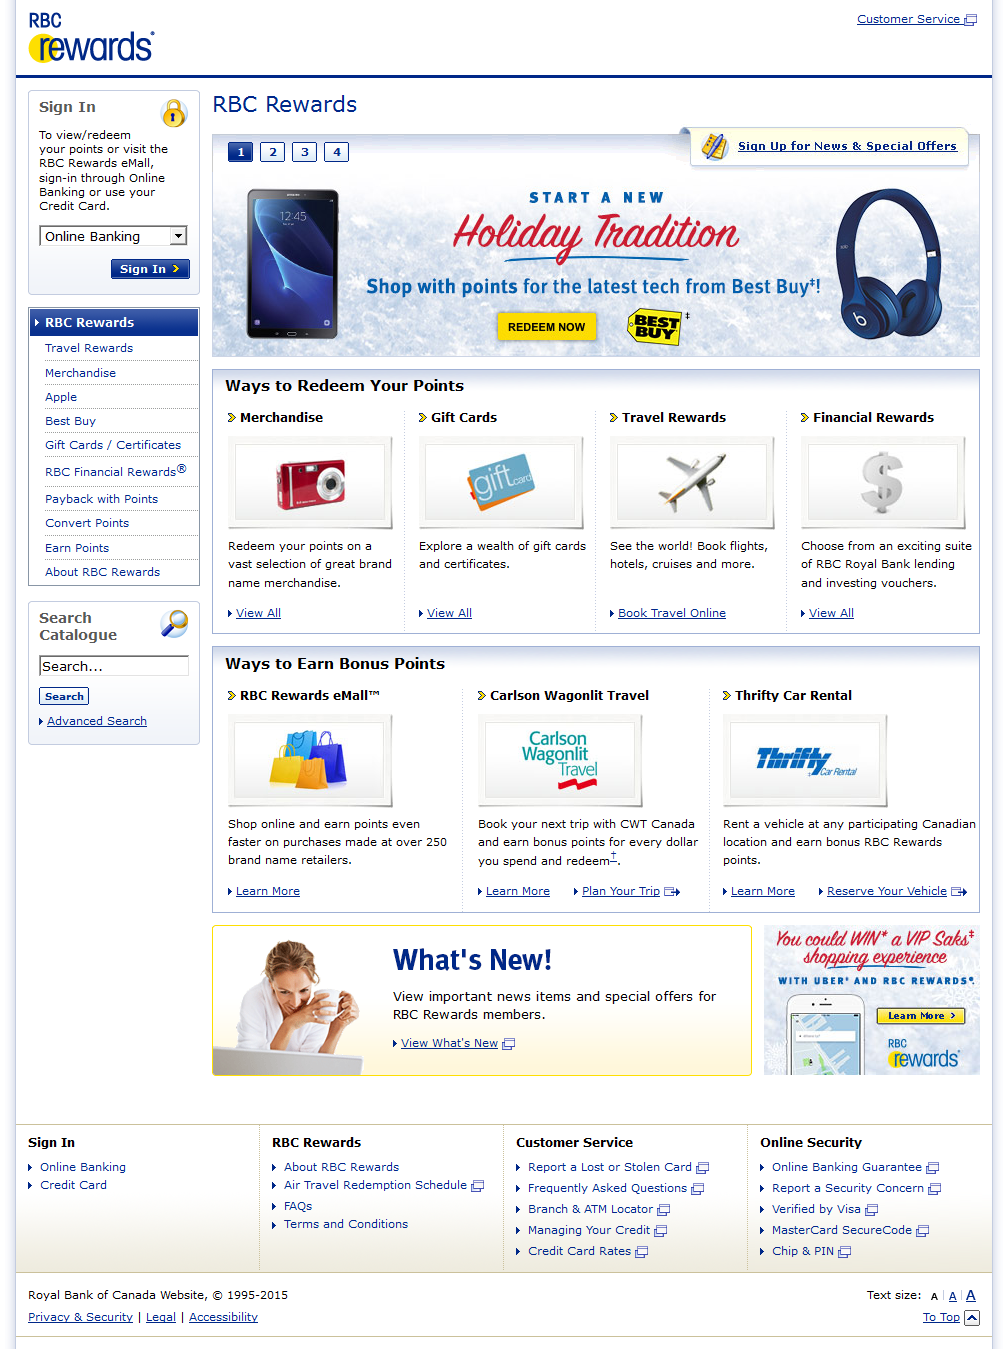 RBC
rewards®
Customer Service
Sign In
To view/redeem
your points or visit the
RBC Rewards eMall,
sign-in through Online
Banking or use your
Credit Card.
Online Banking
Sign In
RBC Rewards
Travel Rewards
Merchandise
Apple
Best Buy
Gift Cards / Certificates
RBC Financial Rewards®
Payback with Points
Convert Points
Earn Points
About RBC Rewards
Search
Catalogue
Search...
Search
Advanced Search
RBC Rewards
1 2 3 4
Sign Up for News & Special Offers
12:45
START A NEW
Holiday Tradition
Shop with points for the latest tech from Best Buy‡!
REDEEM NOW
BEST
BUY ‡
Ways to Redeem Your Points
Merchandise
Redeem your points on a
vast selection of great brand
name merchandise.
View All
Gift Cards
gift
card
Explore a wealth of gift cards
and certificates.
View All
Travel Rewards
See the world! Book flights,
hotels, cruises and more.
Book Travel Online
Financial Rewards
$
Choose from an exciting suite
of RBC Royal Bank lending
and investing vouchers.
View All
Ways to Earn Bonus Points
RBC Rewards eMall™
Shop online and earn points even
faster on purchases made at over 250
brand name retailers.
Learn More
Carlson Wagonlit Travel
Carlson
Wagonlit
Travel
Book your next trip with CWT Canada
and earn bonus points for every dollar
you spend and redeem†.
Learn More Plan Your Trip
Thrifty Car Rental
Thrifty
Car Rental
Rent a vehicle at any participating Canadian
location and earn bonus RBC Rewards
points.
Learn More Reserve Your Vehicle
What's New!
View important news items and special offers for
RBC Rewards members.
View What's New
You could WIN* a VIP Saks‡
shopping experience
WITH UBER‡ AND RBC REWARDS®.
Learn More
RBC
rewards®
Sign In
Online Banking
Credit Card
RBC Rewards
About RBC Rewards
Air Travel Redemption Schedule
FAQs
Terms and Conditions
Customer Service
Report a Lost or Stolen Card
Frequently Asked Questions
Branch & ATM Locator
Managing Your Credit
Credit Card Rates
Online Security
Online Banking Guarantee
Report a Security Concern
Verified by Visa
MasterCard SecureCode
Chip & PIN
Royal Bank of Canada Website, © 1995-2015
Privacy & Security | Legal | Accessibility
Text size: A | A | A
To Top